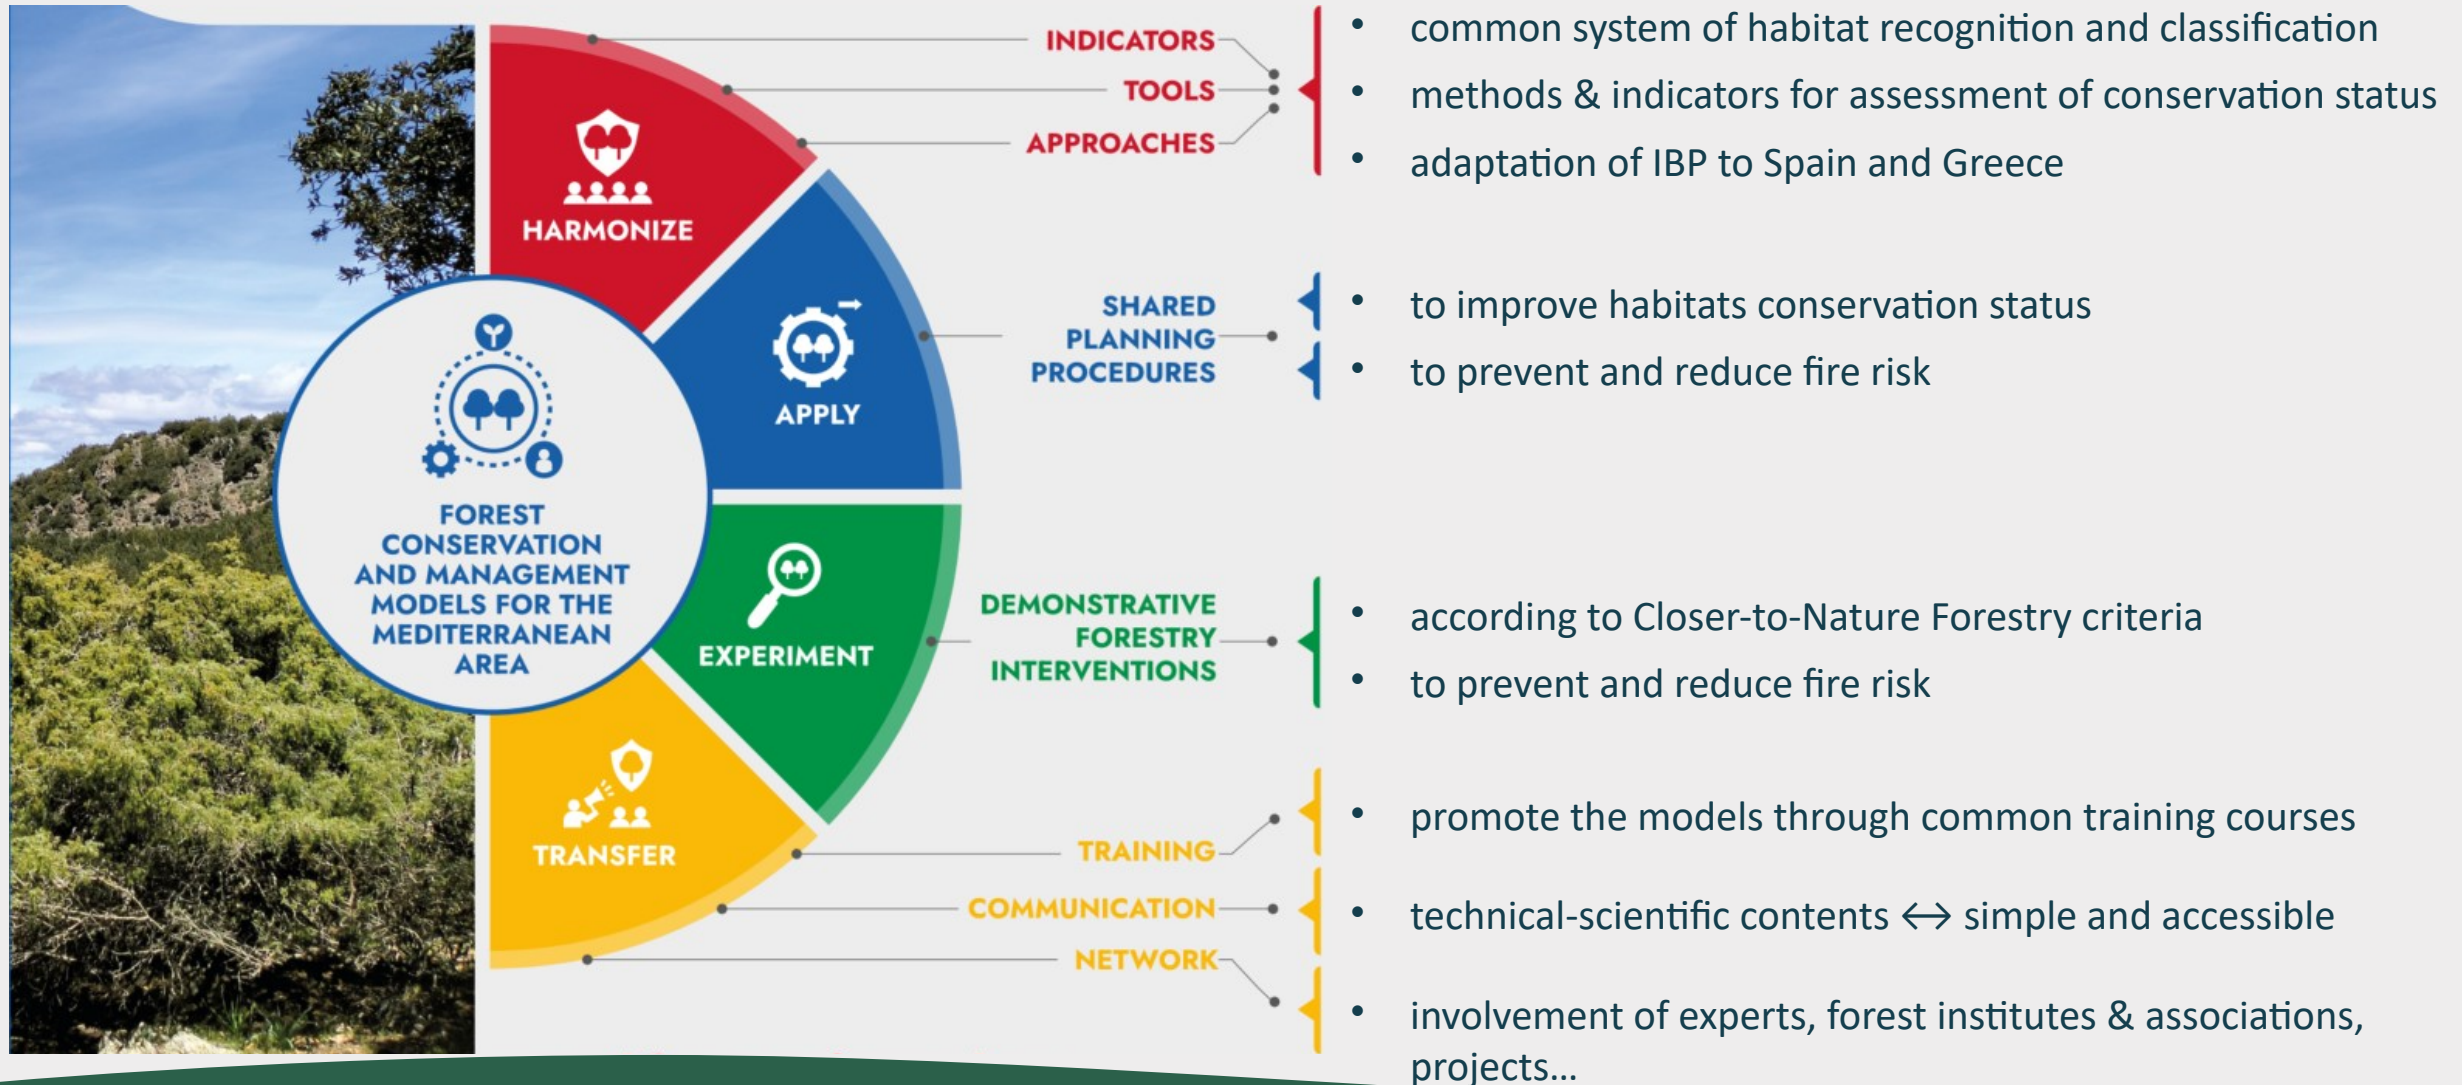 FOREST
CONSERVATION
AND MANAGEMENT
MODELS FOR THE
MEDITERRANEAN
AREA
HARMONIZE
INDICATORS
TOOLS
APPROACHES
• common system of habitat recognition and classification
• methods & indicators for assessment of conservation status
• adaptation of IBP to Spain and Greece
APPLY
SHARED
PLANNING
PROCEDURES
• to improve habitats conservation status
• to prevent and reduce fire risk
EXPERIMENT
DEMONSTRATIVE
FORESTRY
INTERVENTIONS
• according to Closer-to-Nature Forestry criteria
• to prevent and reduce fire risk
TRANSFER
TRAINING
• promote the models through common training courses
COMMUNICATION
• technical-scientific contents ↔ simple and accessible
NETWORK
• involvement of experts, forest institutes & associations,
projects...